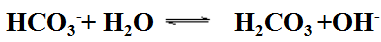 HCO₃⁻+ H₂O ⇌ H₂CO₃ +OH⁻